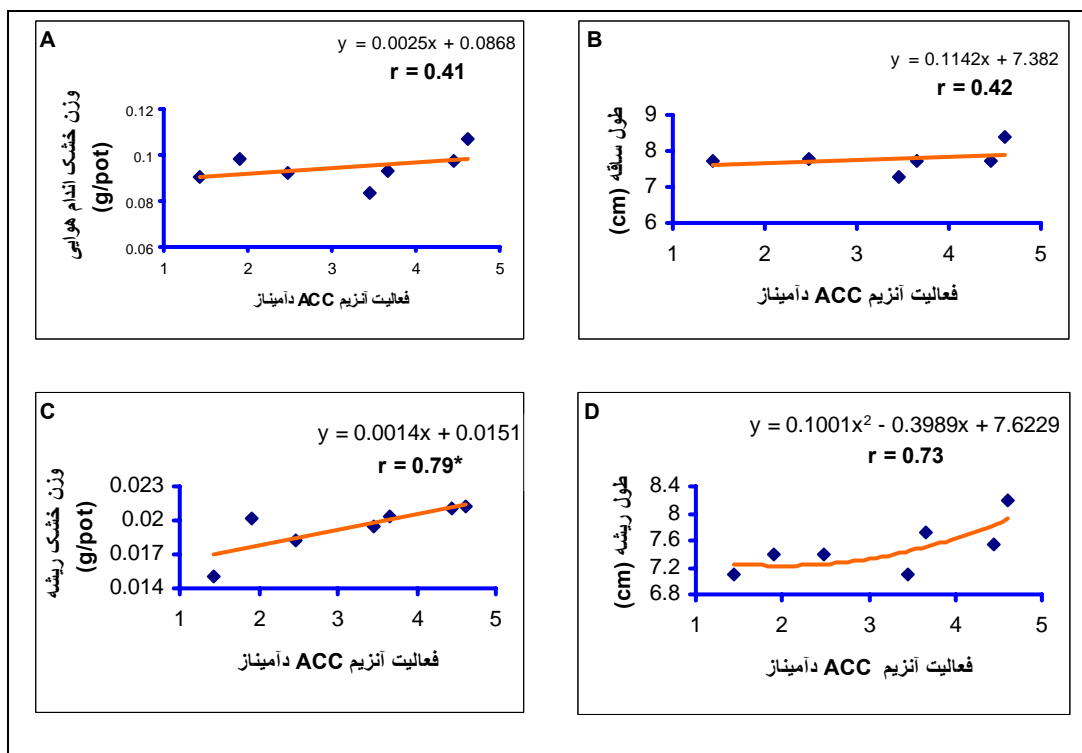 A
y = 0.0025x + 0.0868
r = 0.41
وزن خشک اندام هوایی
(g/pot)
0.12
0.1
0.08
0.06
1 2 3 4 5
فعالیت آنزیم ACC دآمیناز
B
y = 0.1142x + 7.382
r = 0.42
طول ساقه (cm)
9
8
7
6
1 2 3 4 5
فعالیت آنزیم ACC دآمیناز
C
y = 0.0014x + 0.0151
r = 0.79*
وزن خشک ریشه
(g/pot)
0.023
0.02
0.017
0.014
1 2 3 4 5
فعالیت آنزیم ACC دآمیناز
D
y = 0.1001x² - 0.3989x + 7.6229
r = 0.73
طول ریشه (cm)
8.4
8
7.6
7.2
6.8
1 2 3 4 5
فعالیت آنزیم ACC دآمیناز